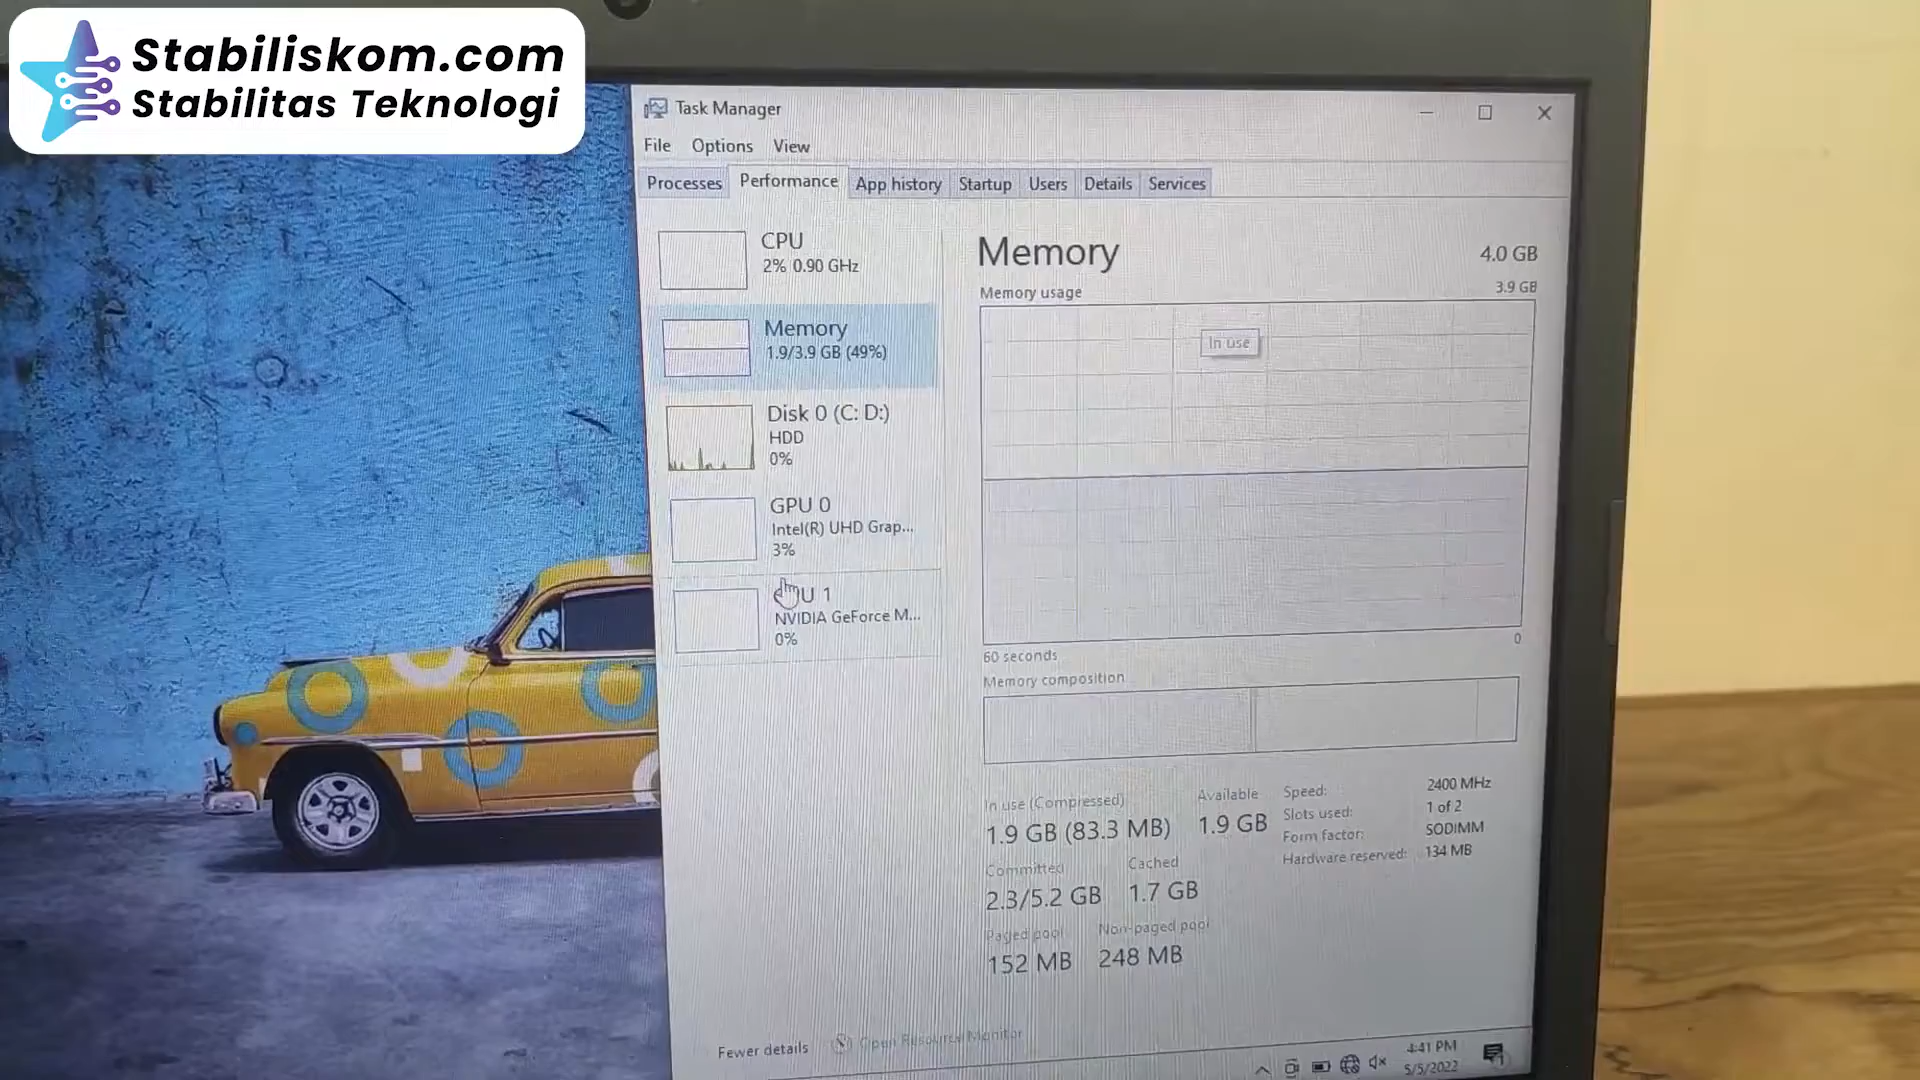 Stabiliskom.com
Stabilitas Teknologi
Task Manager
File Options View
Processes Performance App history Startup Users Details Services
CPU
2% 0.90 GHz
Memory
1.9/3.9 GB (49%)
Disk 0 (C: D:)
HDD
0%
GPU 0
Intel(R) UHD Grap...
3%
U 1
NVIDIA GeForce M...
0%
Memory 4.0 GB
Memory usage 3.9 GB
In use
60 seconds 0
Memory composition
In use (Compressed) Available
1.9 GB (83.3 MB) 1.9 GB
Committed Cached
2.3/5.2 GB 1.7 GB
Paged pool Non-paged pool
152 MB 248 MB
Speed: 2400 MHz
Slots used: 1 of 2
Form factor: SODIMM
Hardware reserved: 134 MB
Fewer details Open Resource Monitor
4:41 PM
5/5/2022
1